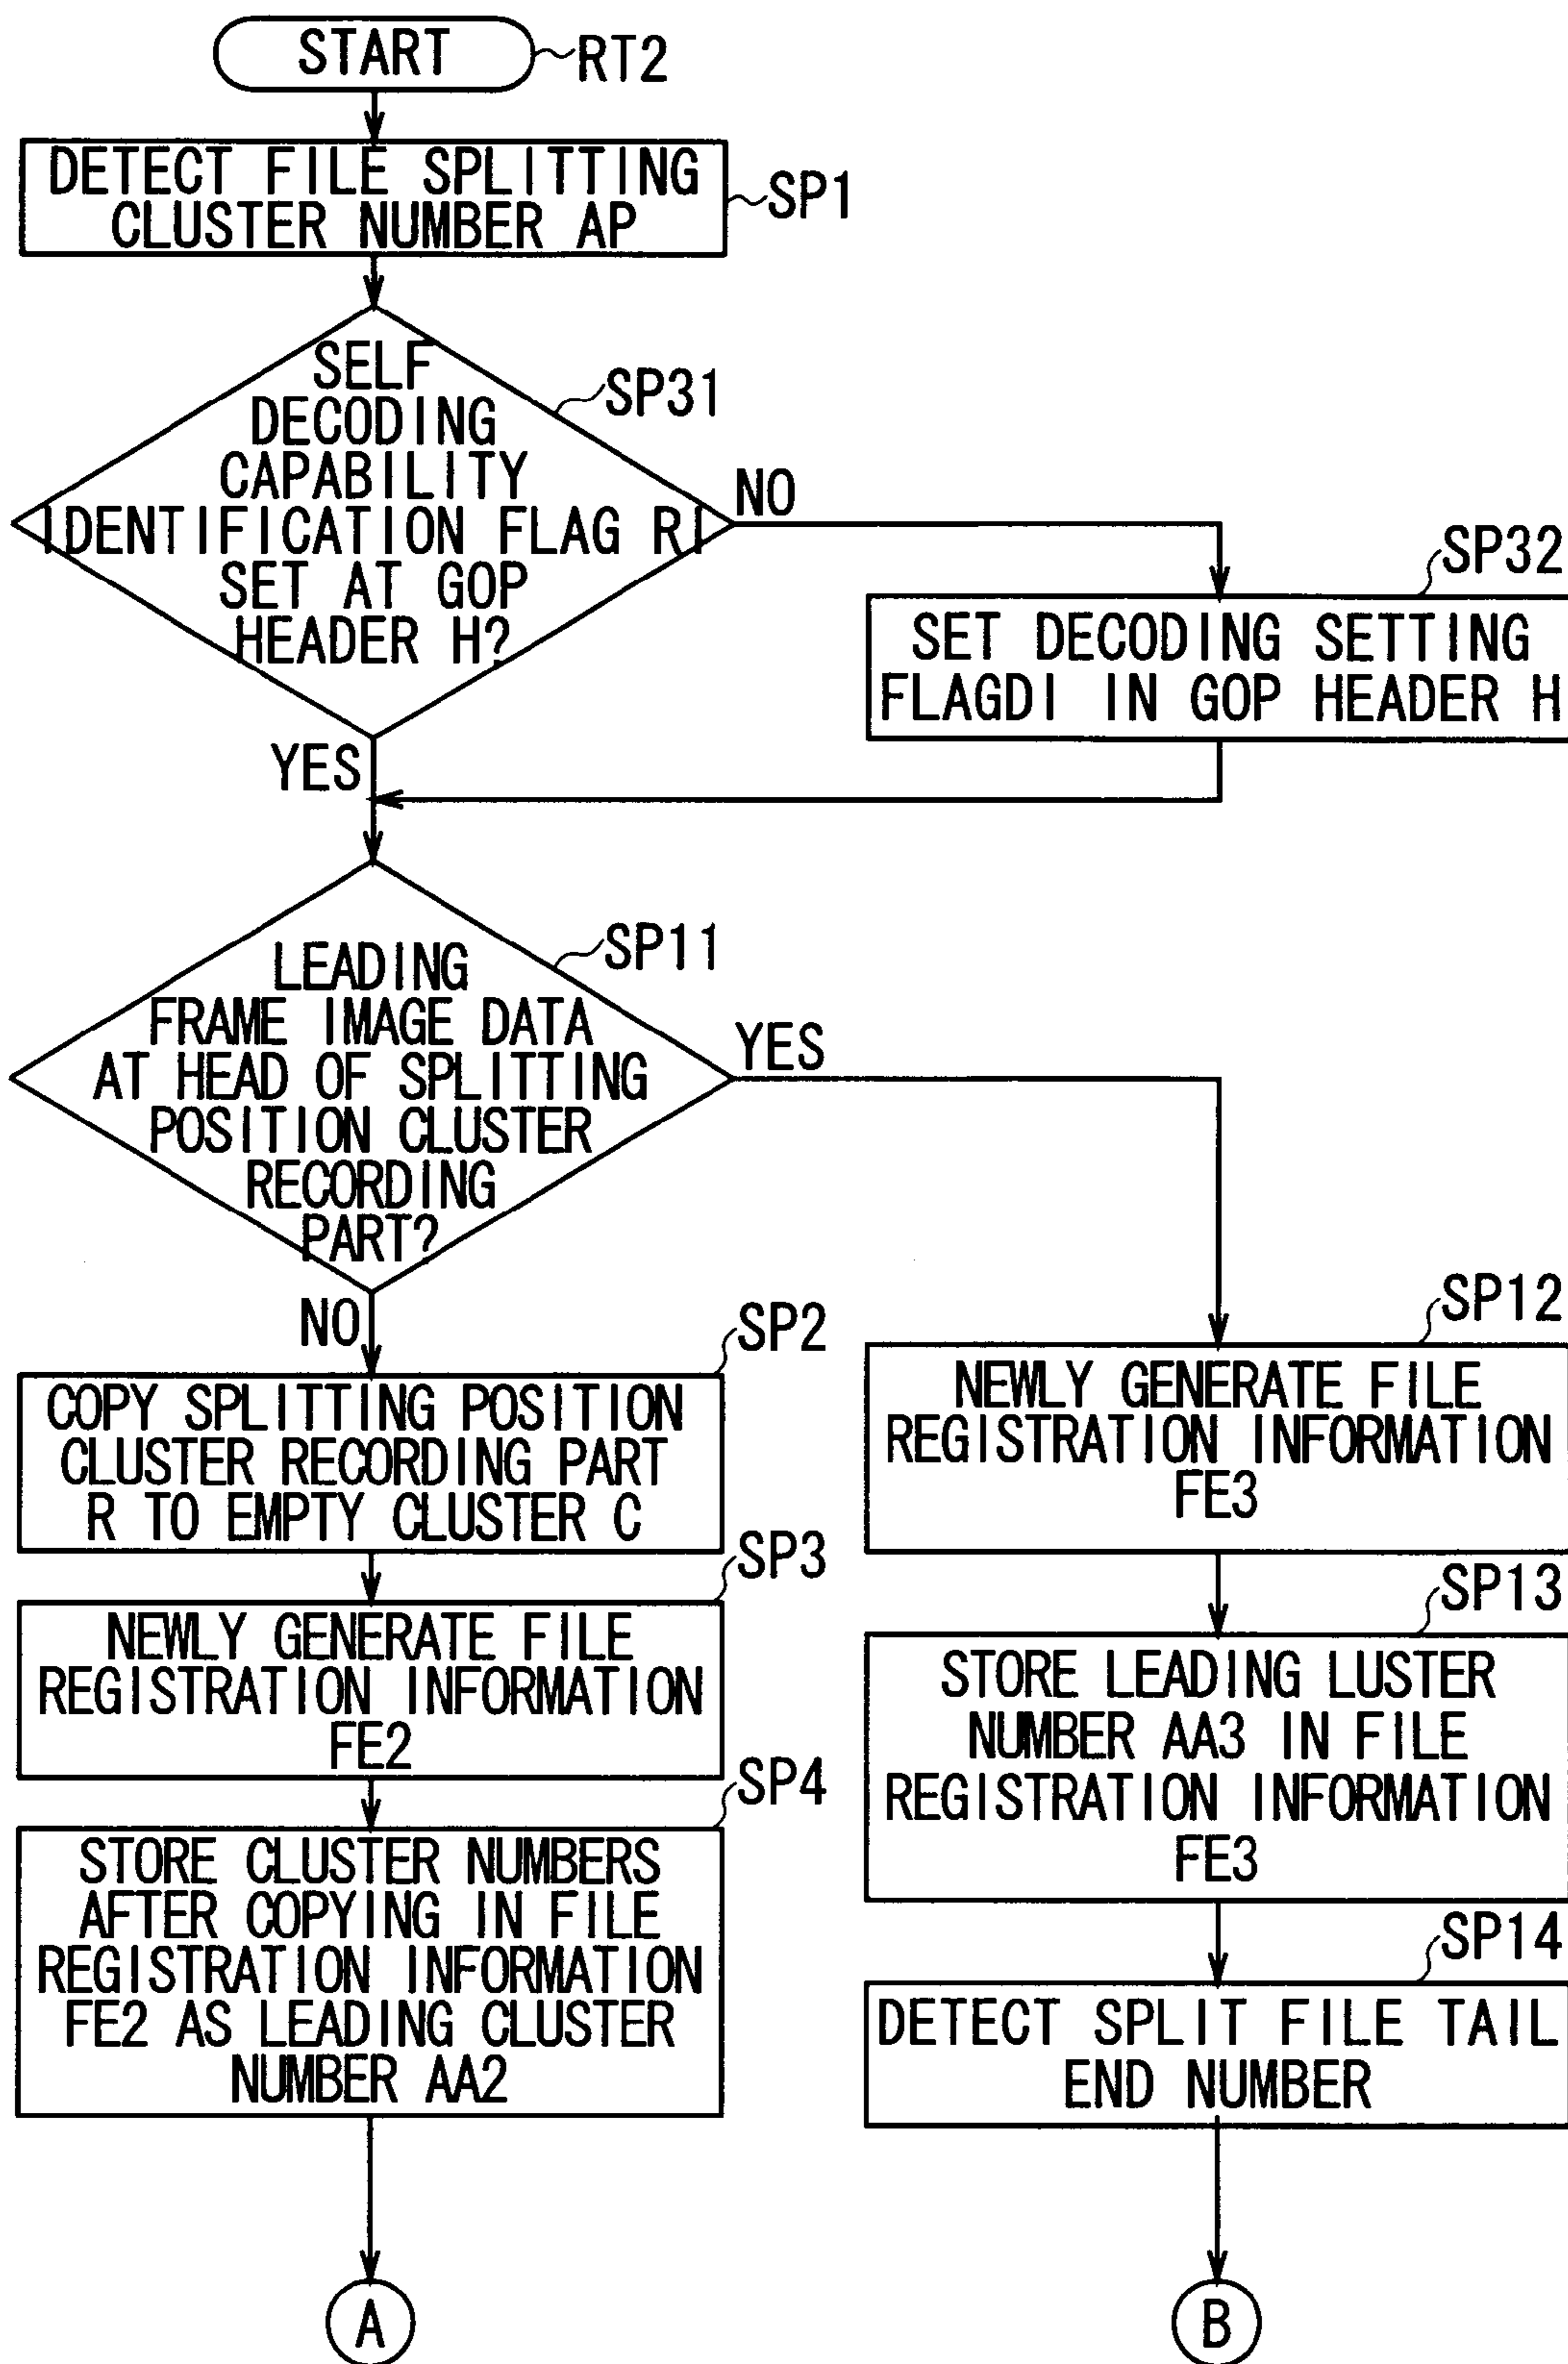 START
RT2
DETECT FILE SPLITTING
CLUSTER NUMBER AP
SP1
SELF
DECODING
CAPABILITY
IDENTIFICATION FLAG RI
SET AT GOP
HEADER H?
SP31
NO
SP32
SET DECODING SETTING
FLAGDI IN GOP HEADER H
YES
LEADING
FRAME IMAGE DATA
AT HEAD OF SPLITTING
POSITION CLUSTER
RECORDING
PART?
SP11
YES
NO
SP2
COPY SPLITTING POSITION
CLUSTER RECORDING PART
R TO EMPTY CLUSTER C
SP3
NEWLY GENERATE FILE
REGISTRATION INFORMATION
FE2
SP4
STORE CLUSTER NUMBERS
AFTER COPYING IN FILE
REGISTRATION INFORMATION
FE2 AS LEADING CLUSTER
NUMBER AA2
A
SP12
NEWLY GENERATE FILE
REGISTRATION INFORMATION
FE3
SP13
STORE LEADING LUSTER
NUMBER AA3 IN FILE
REGISTRATION INFORMATION
FE3
SP14
DETECT SPLIT FILE TAIL
END NUMBER
B